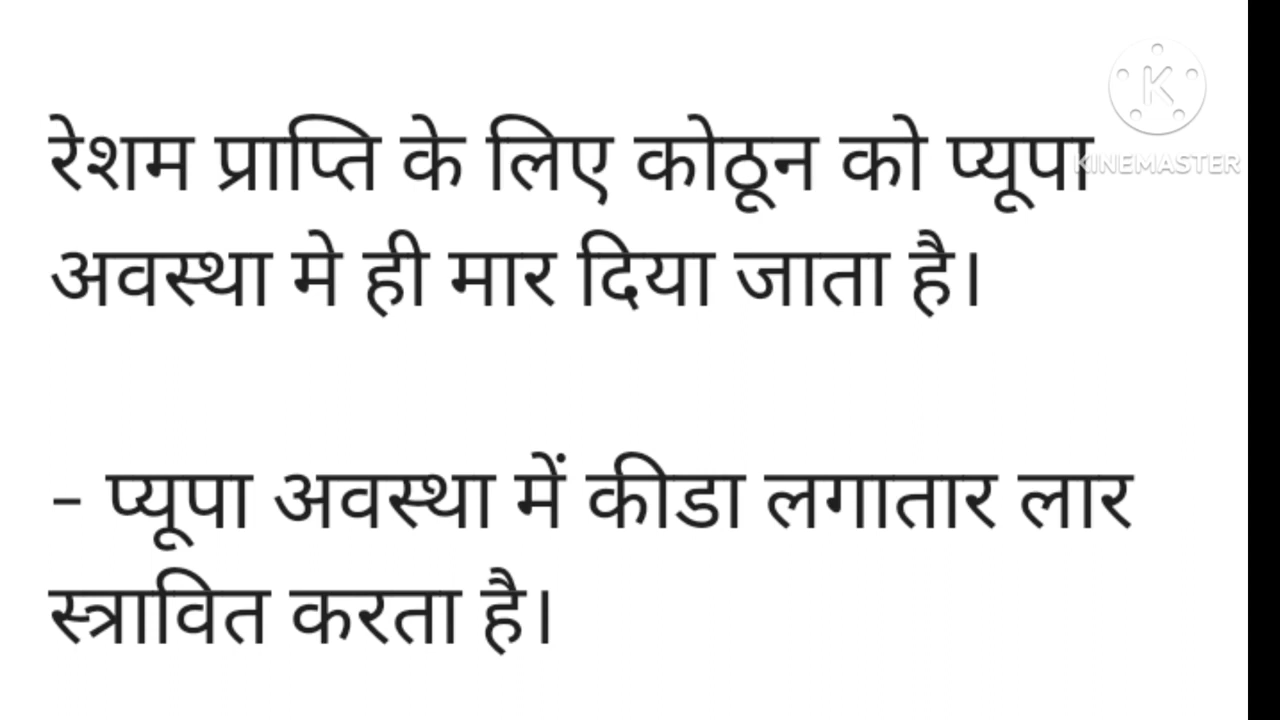 रेशम प्राप्ति के लिए कोठून को प्यूपा
अवस्था मे ही मार दिया जाता है।
- प्यूपा अवस्था में कीडा लगातार लार
स्त्रावित करता है।
K
KINEMASTER